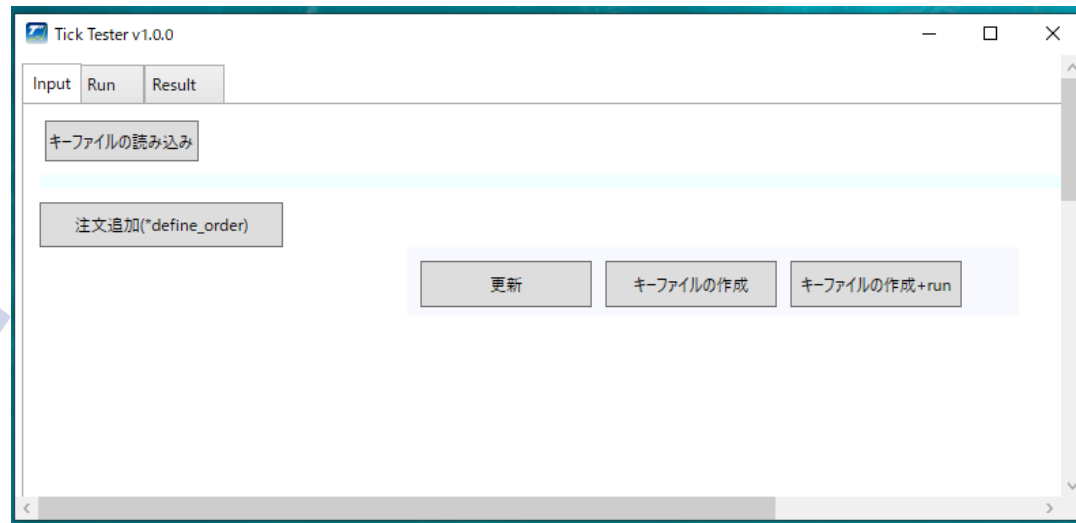 Tick Tester v1.0.0
Input Run Result
キーファイルの読み込み
注文追加(*define_order)
更新 キーファイルの作成 キーファイルの作成+run